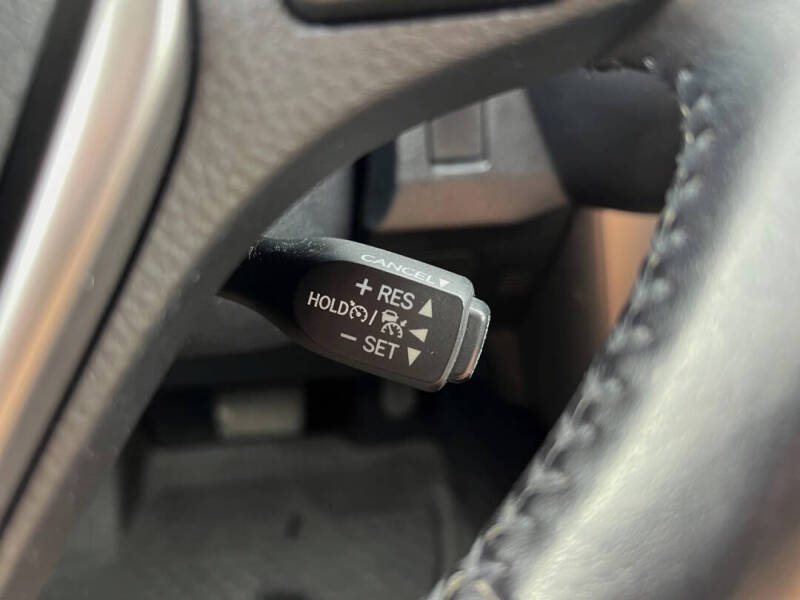 CANCEL▼
+ RES ▲
HOLD / ◀
− SET ▼